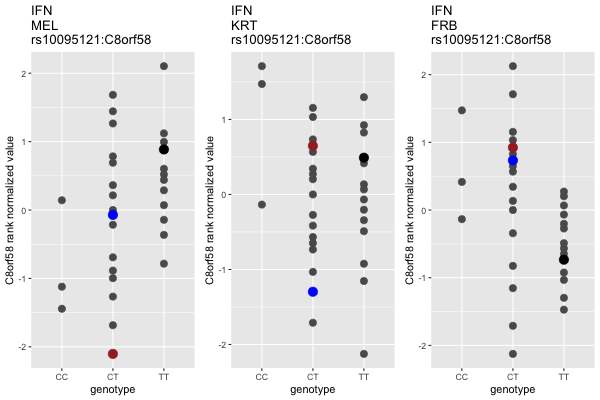 IFN
MEL
rs10095121:C8orf58
C8orf58 rank normalized value
2
1
0
-1
-2
CC CT TT
genotype
IFN
KRT
rs10095121:C8orf58
C8orf58 rank normalized value
1
0
-1
-2
CC CT TT
genotype
IFN
FRB
rs10095121:C8orf58
C8orf58 rank normalized value
2
1
0
-1
-2
CC CT TT
genotype